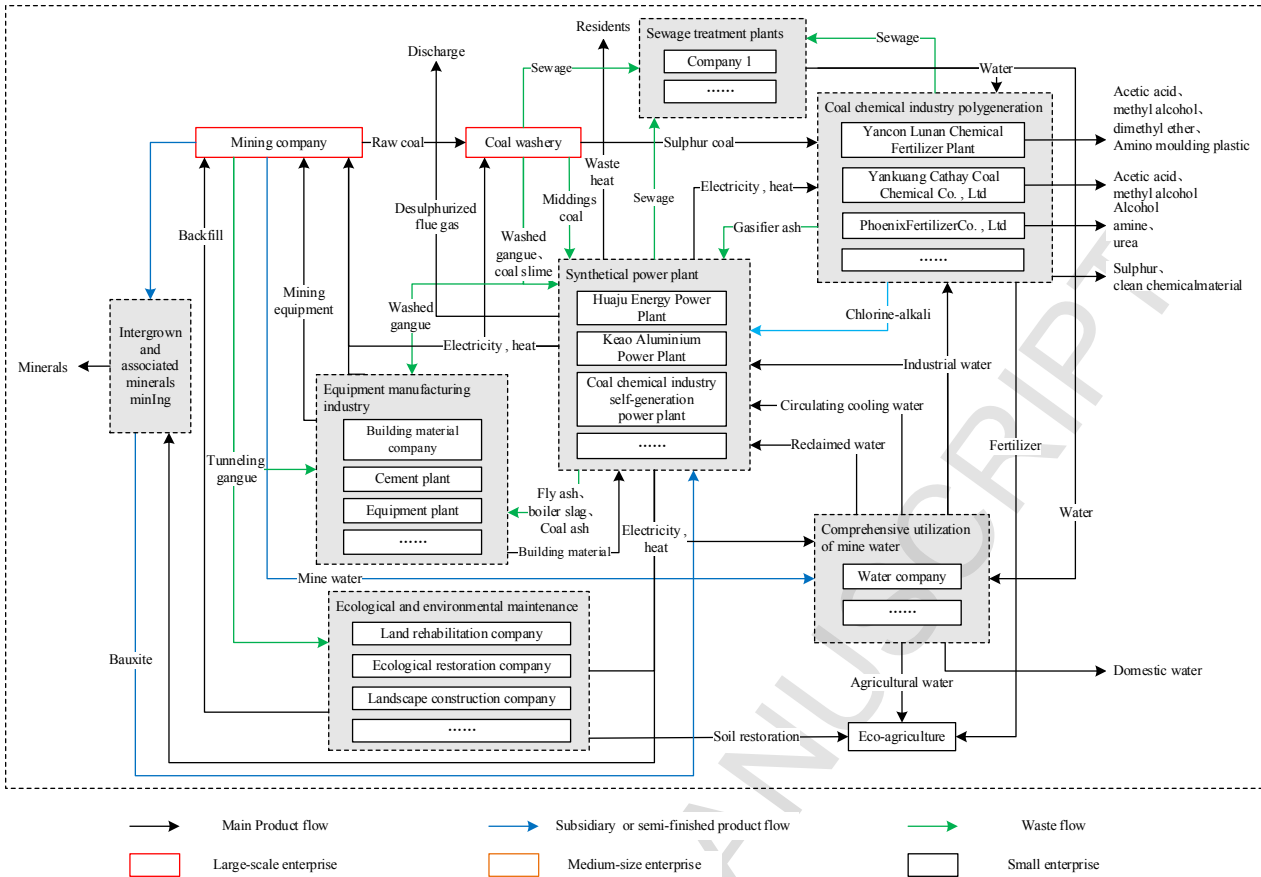 Residents
Sewage treatment plants
Company 1
……
Sewage
Discharge
Sewage
Water
Coal chemical industry polygeneration
Yancon Lunan Chemical
Fertilizer Plant
Yankuang Cathay Coal
Chemical Co. , Ltd
PhoenixFertilizerCo. , Ltd
……
Acetic acid、
methyl alcohol、
dimethyl ether、
Amino moulding plastic
Acetic acid、
methyl alcohol
Alcohol
amine、
urea
Sulphur、
clean chemicalmaterial
Mining company
Raw coal
Coal washery
Sulphur coal
Waste
heat
Electricity , heat
Middings
coal
Sewage
Desulphurized
flue gas
Backfill
Washed
gangue、
coal slime
Gasifier ash
Synthetical power plant
Huaju Energy Power
Plant
Keao Aluminium
Power Plant
Coal chemical industry
self-generation
power plant
……
Mining
equipment
Washed
gangue
Chlorine-alkali
Intergrown
and
associated
minerals
minIng
Minerals
Electricity , heat
Industrial water
Equipment manufacturing
industry
Building material
company
Cement plant
Equipment plant
……
Circulating cooling water
Reclaimed water
Fertilizer
Tunneling
gangue
Fly ash、
boiler slag、
Coal ash
Electricity ,
heat
Building material
Water
Comprehensive utilization
of mine water
Water company
……
Mine water
Ecological and environmental maintenance
Land rehabilitation company
Ecological restoration company
Landscape construction company
……
Bauxite
Domestic water
Agricultural water
Soil restoration
Eco-agriculture
Main Product flow
Subsidiary or semi-finished product flow
Waste flow
Large-scale enterprise
Medium-size enterprise
Small enterprise
ANUSCRIPT